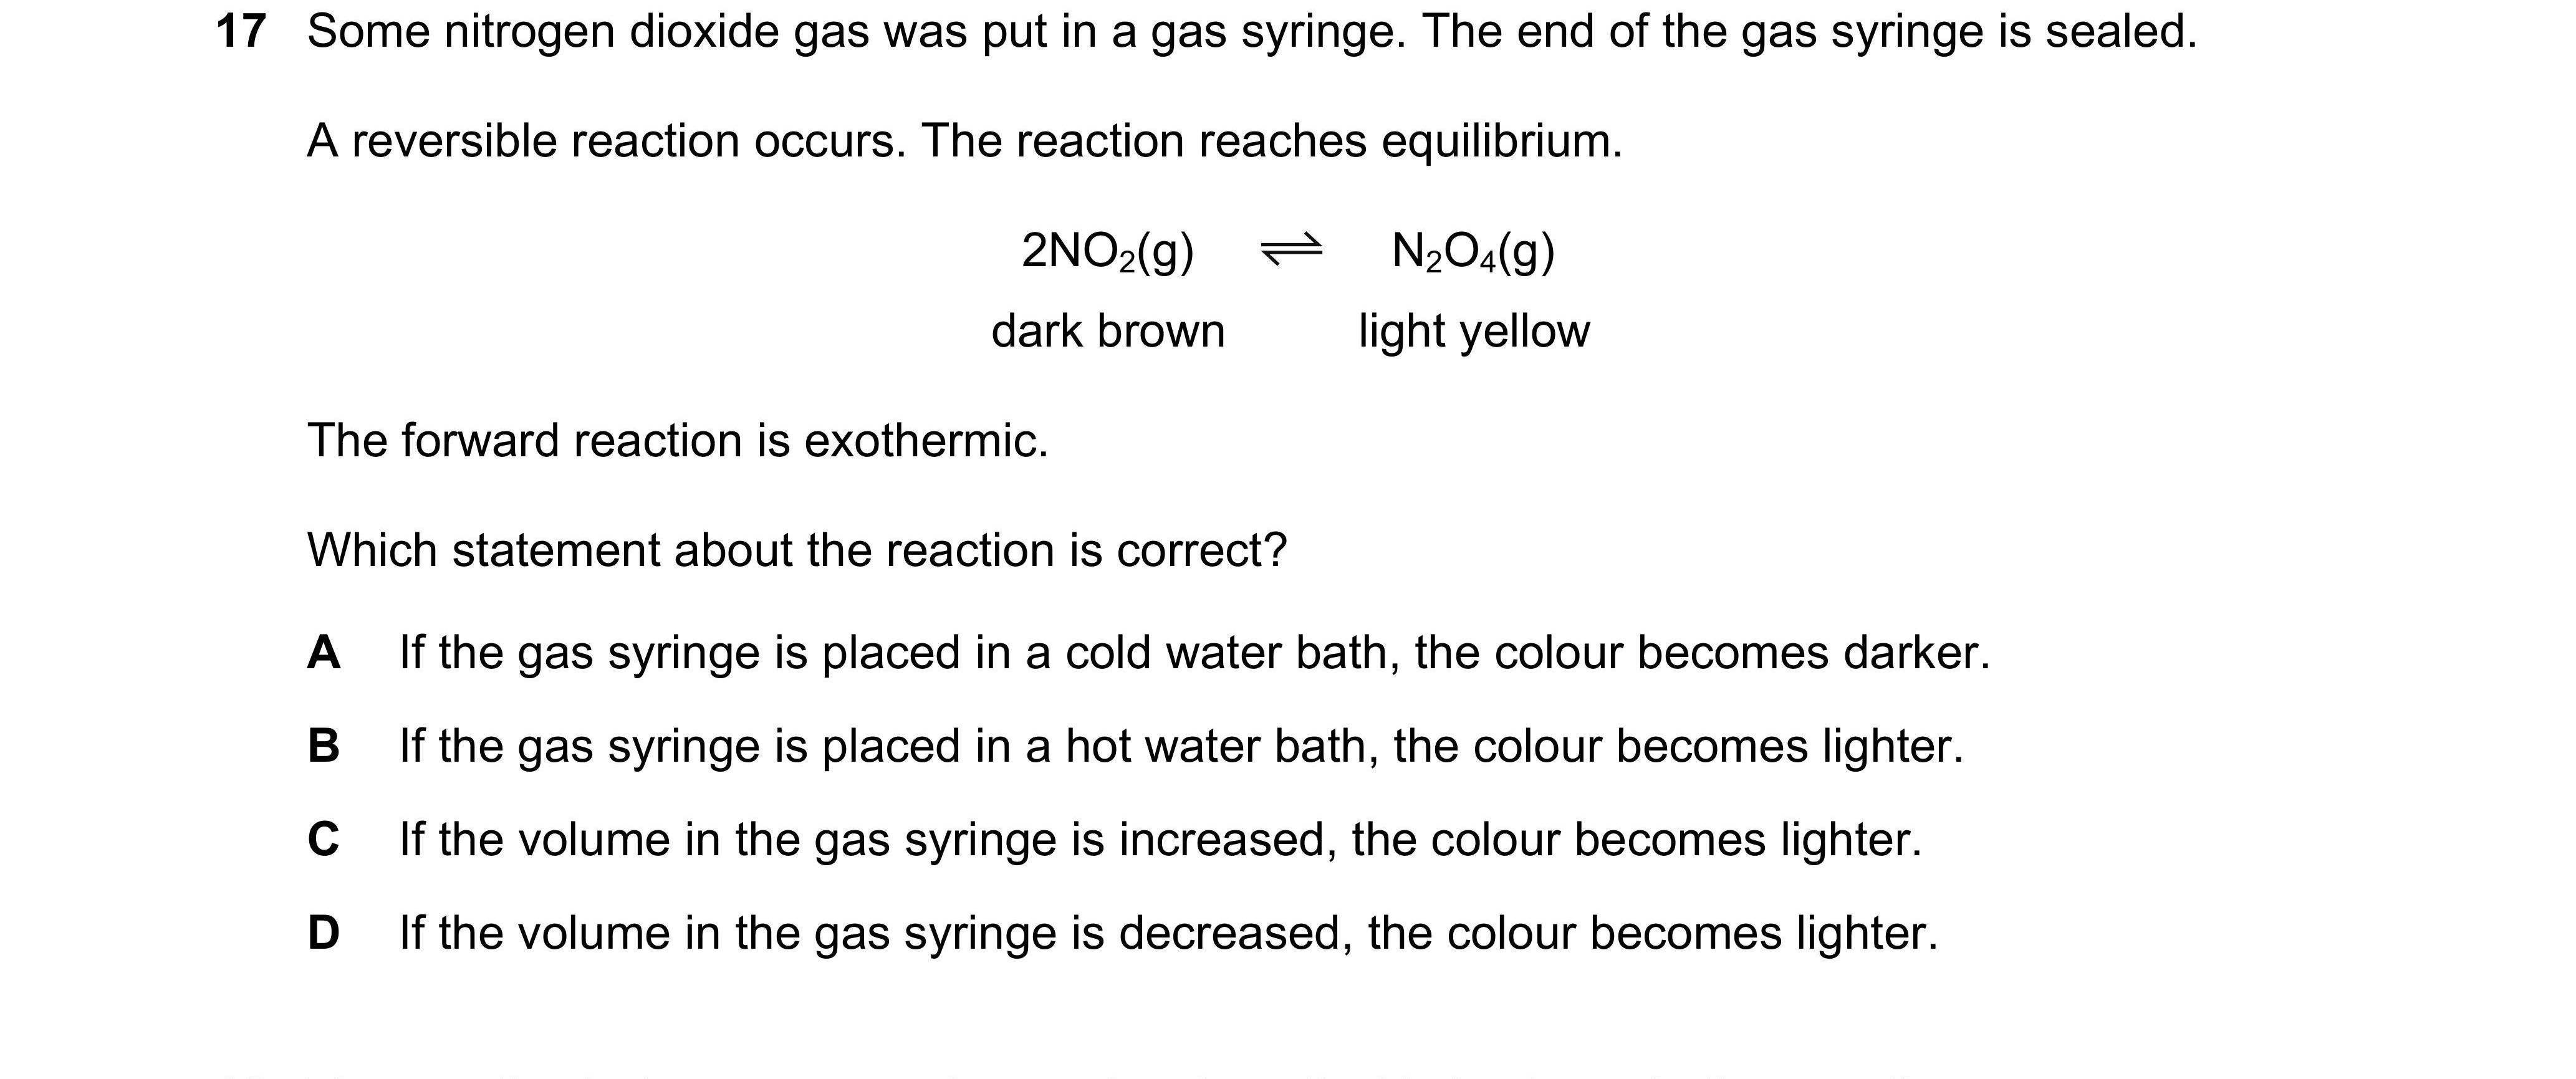 17 Some nitrogen dioxide gas was put in a gas syringe. The end of the gas syringe is sealed.
A reversible reaction occurs. The reaction reaches equilibrium.
2NO₂(g) ⇌ N₂O₄(g)
dark brown light yellow
The forward reaction is exothermic.
Which statement about the reaction is correct?
A If the gas syringe is placed in a cold water bath, the colour becomes darker.
B If the gas syringe is placed in a hot water bath, the colour becomes lighter.
C If the volume in the gas syringe is increased, the colour becomes lighter.
D If the volume in the gas syringe is decreased, the colour becomes lighter.